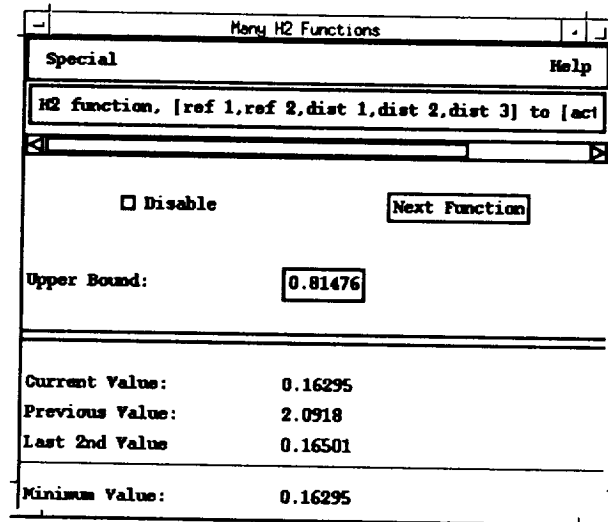 Many H2 Functions
Special Help
H2 function, [ref 1,ref 2,dist 1,dist 2,dist 3] to [act
Disable Next Function
Upper Bound: 0.81476
Current Value: 0.16295
Previous Value: 2.0918
Last 2nd Value 0.16501
Minimum Value: 0.16295